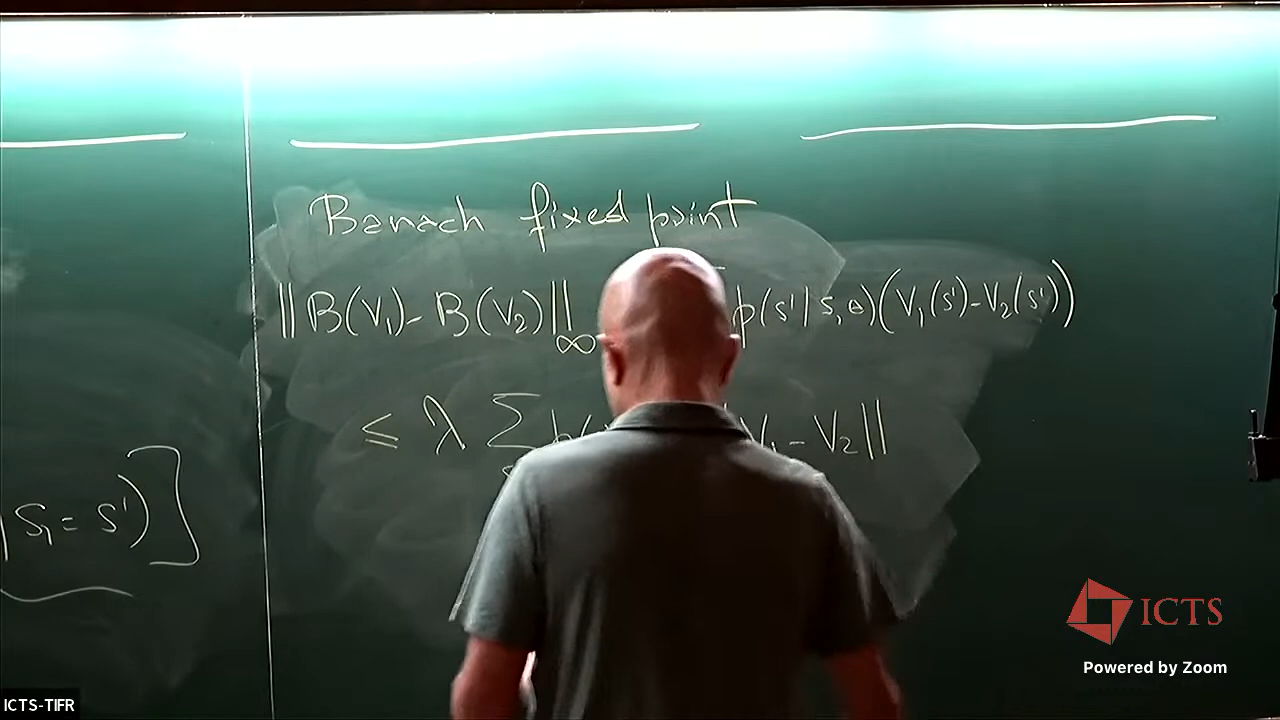 Banach fixed point
||B(V₁) - B(V₂)||∞ p(s'|s,a)(V₁(s') - V₂(s'))
≤ λ Σ p( V₁ - V₂||
| S₁ = s')]
ICTS
Powered by Zoom
ICTS-TIFR